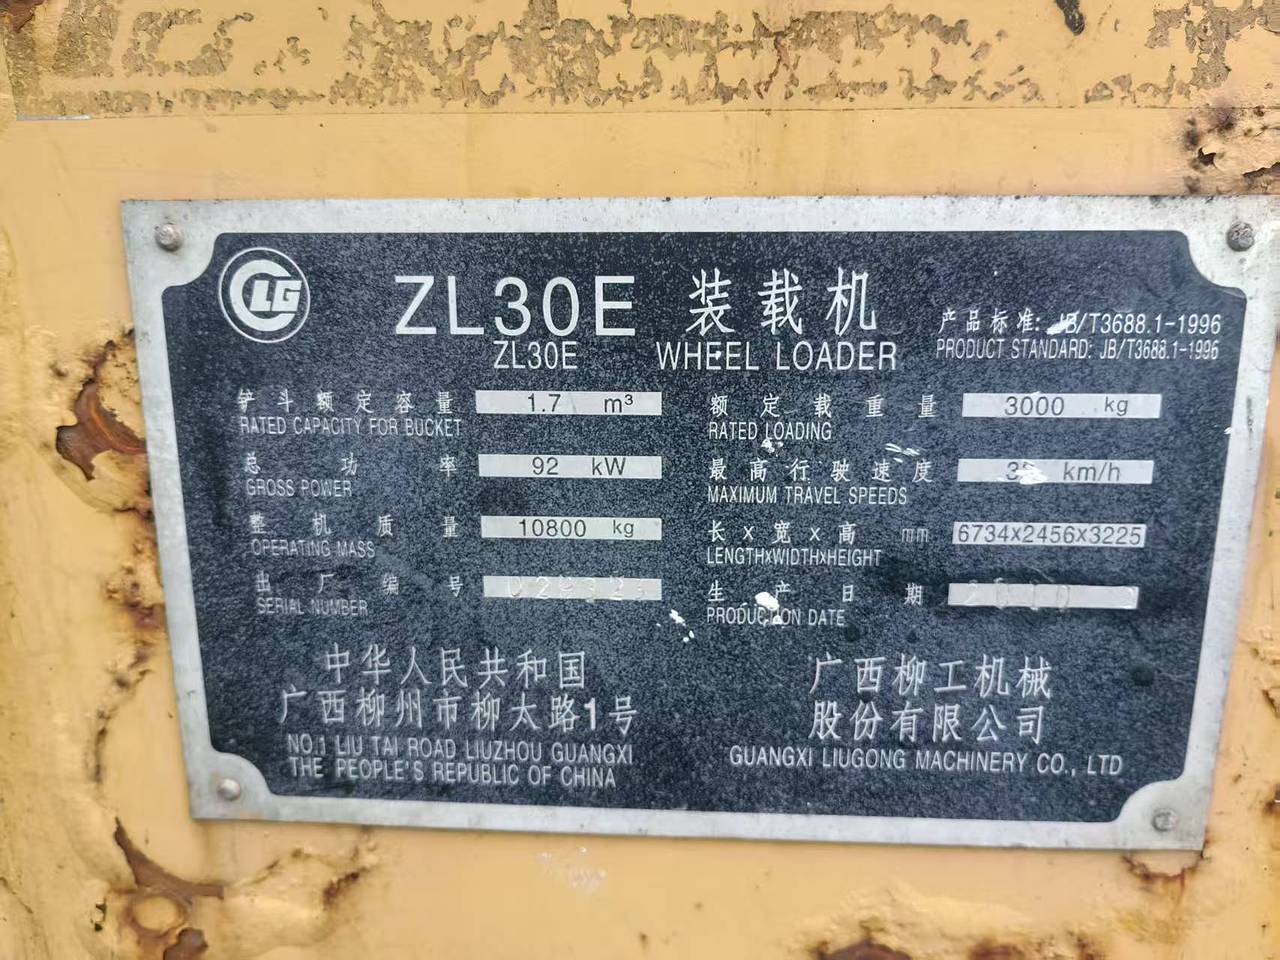 CLG
ZL30E 装载机
ZL30E WHEEL LOADER
产品标准: JB/T3688.1-1996
PRODUCT STANDARD: JB/T3688.1-1996
铲斗额定容量 1.7 m³
RATED CAPACITY FOR BUCKET
额定载重量 3000 kg
RATED LOADING
总功率 92 kW
GROSS POWER
最高行驶速度 km/h
MAXIMUM TRAVEL SPEEDS
整机质量 10800 kg
OPERATING MASS
长×宽×高 mm 6734×2456×3225
LENGTH×WIDTH×HEIGHT
出厂编号
SERIAL NUMBER
生产日期
PRODUCTION DATE
中华人民共和国
广西柳州市柳太路1号
NO.1 LIU TAI ROAD LIUZHOU GUANGXI
THE PEOPLE'S REPUBLIC OF CHINA
广西柳工机械
股份有限公司
GUANGXI LIUGONG MACHINERY CO., LTD